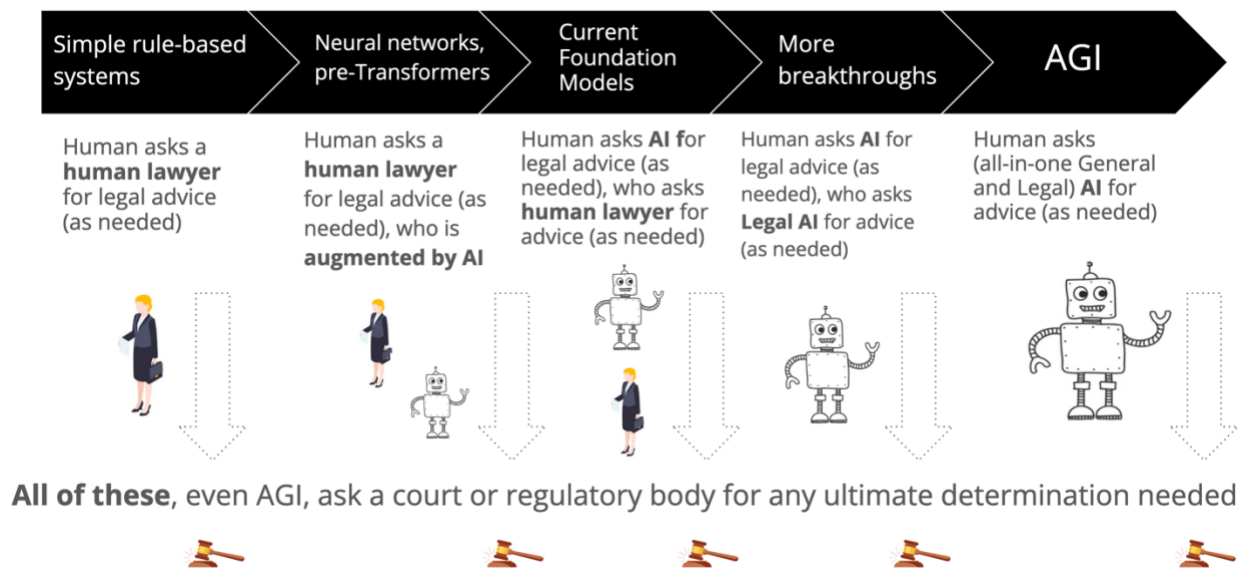 Simple rule-based
systems
Neural networks,
pre-Transformers
Current
Foundation
Models
More
breakthroughs
AGI
Human asks a
human lawyer
for legal advice
(as needed)
Human asks a
human lawyer
for legal advice (as
needed), who is
augmented by AI
Human asks AI for
legal advice (as
needed), who asks
human lawyer for
advice (as needed)
Human asks AI for
legal advice (as
needed), who asks
Legal AI for advice
(as needed)
Human asks
(all-in-one General
and Legal) AI for
advice (as needed)
All of these, even AGI, ask a court or regulatory body for any ultimate determination needed